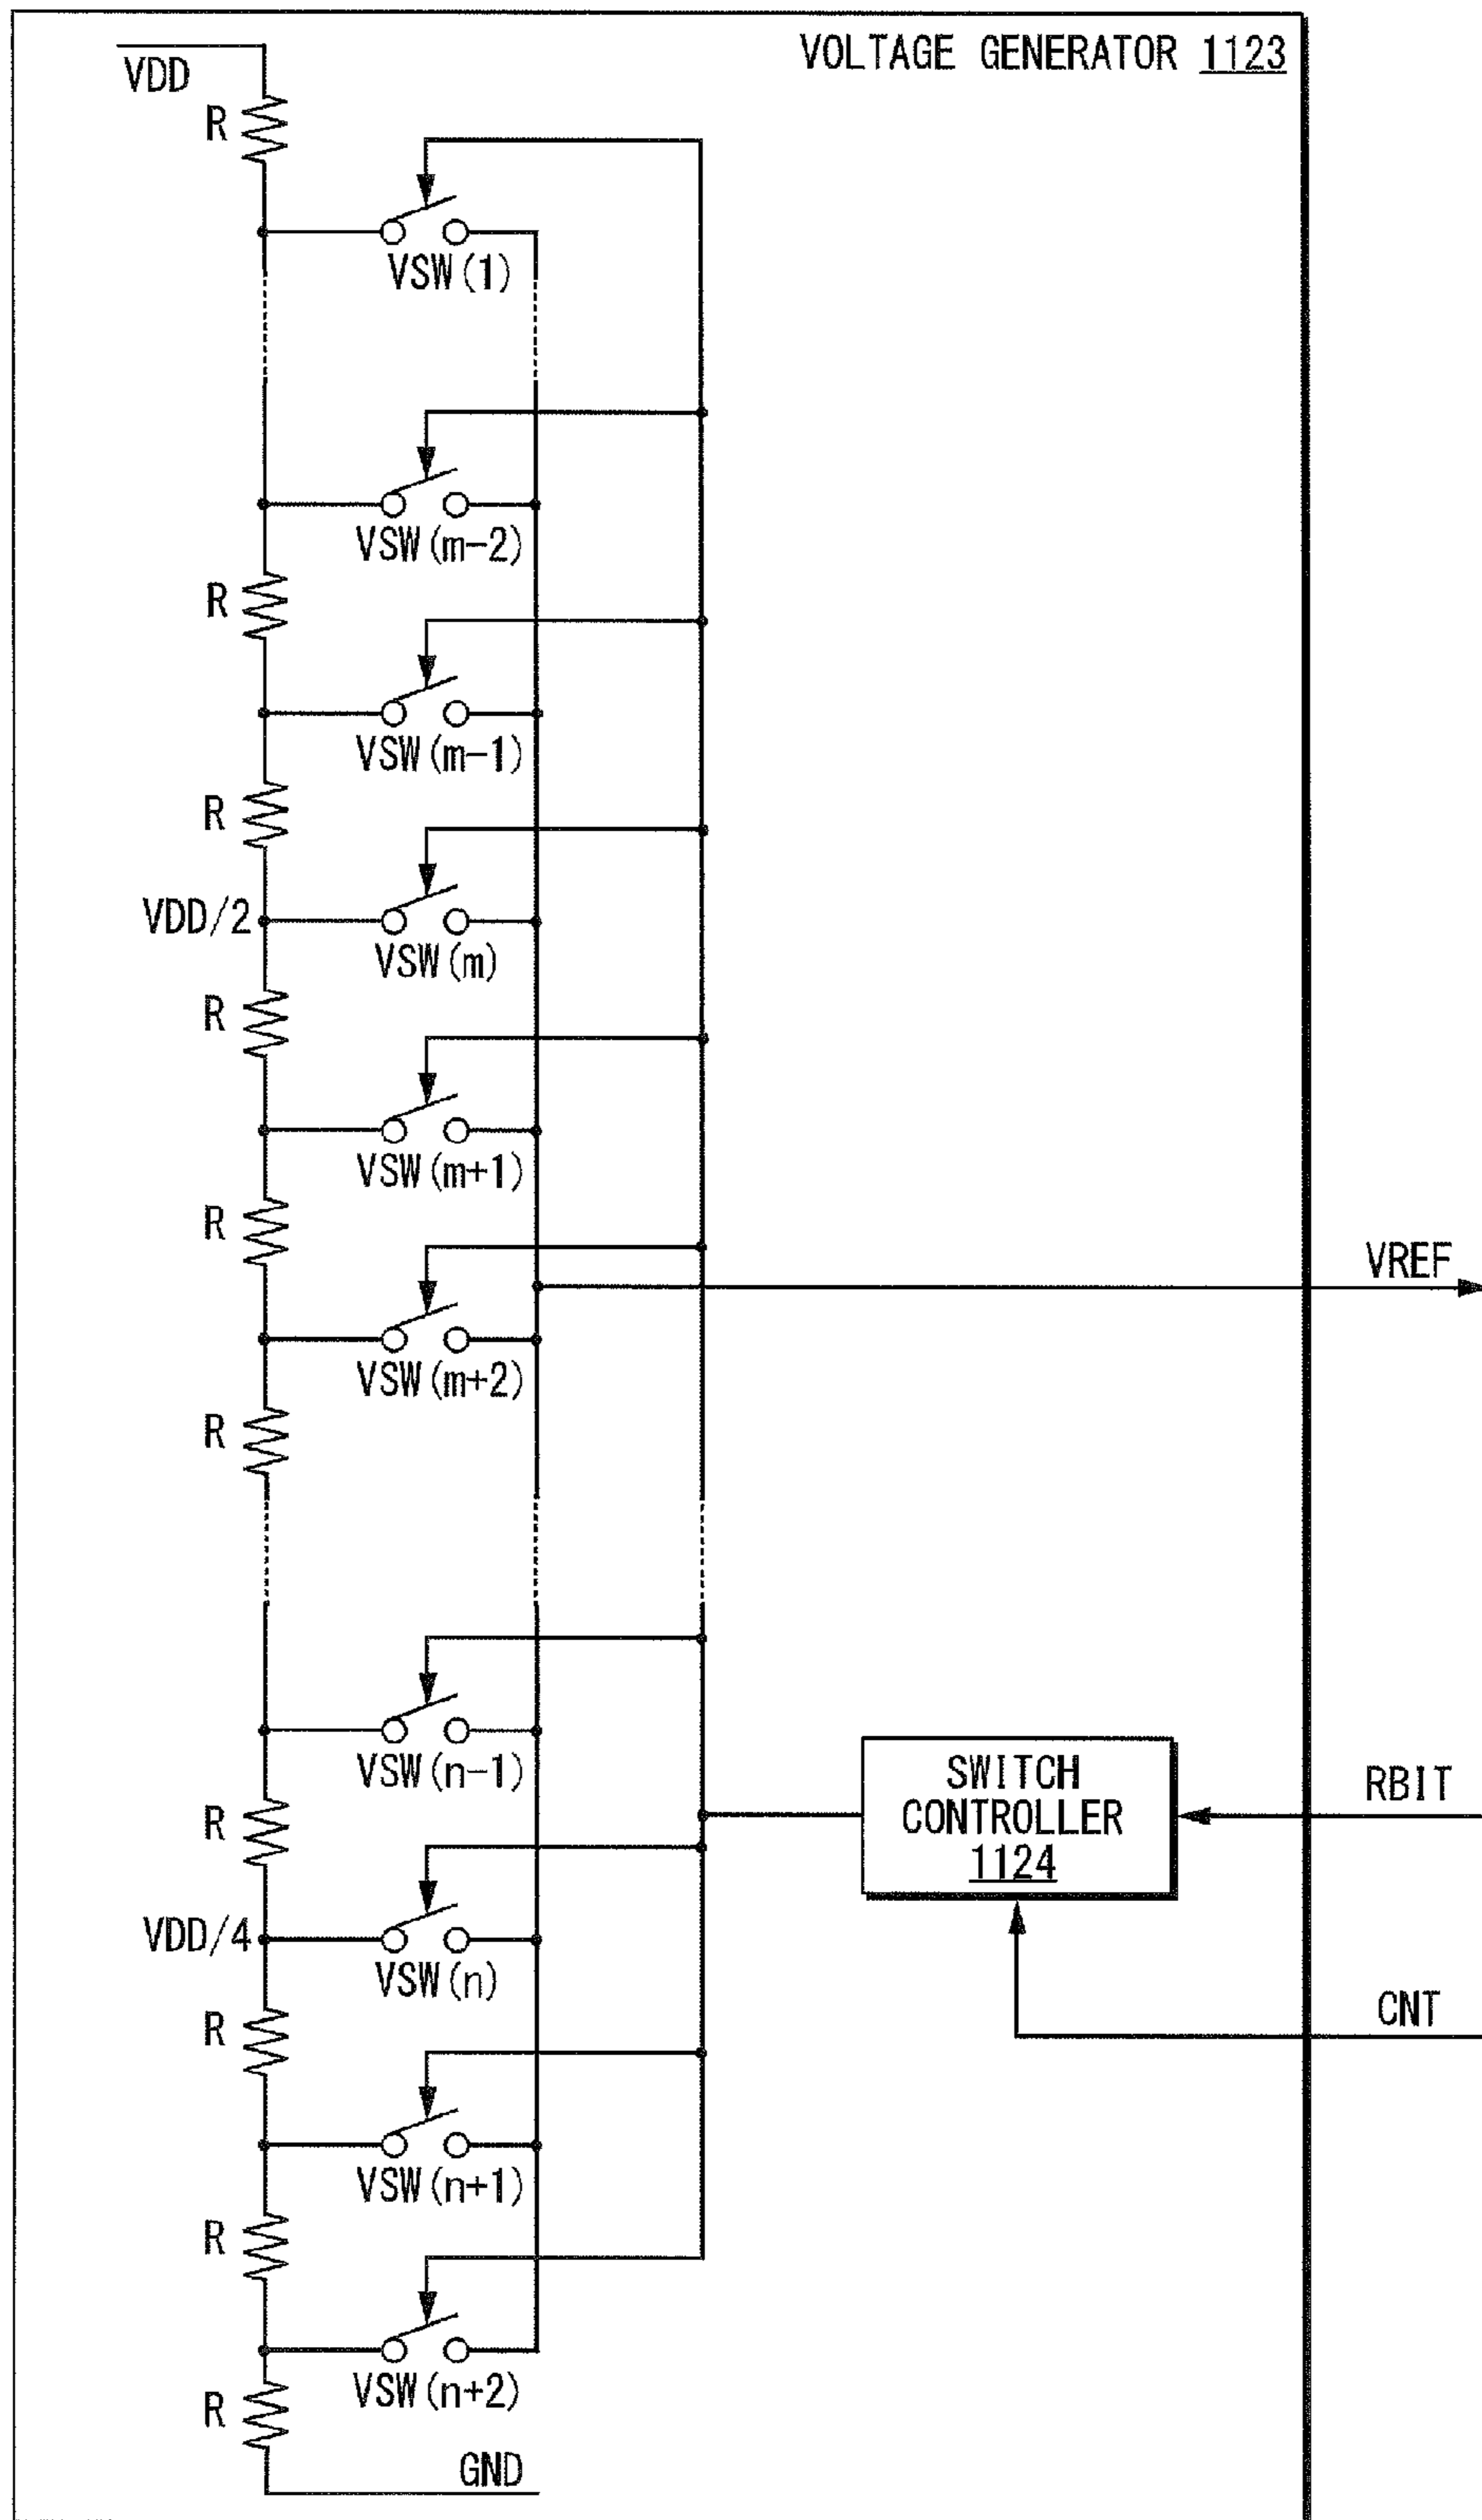 VOLTAGE GENERATOR 1123
VDD
R
VSW(1)
VSW(m-2)
R
VSW(m-1)
R
VDD/2
VSW(m)
R
VSW(m+1)
R
VREF
VSW(m+2)
R
VSW(n-1)
SWITCH
CONTROLLER
1124
RBIT
R
VDD/4
VSW(n)
CNT
R
VSW(n+1)
R
VSW(n+2)
R
GND